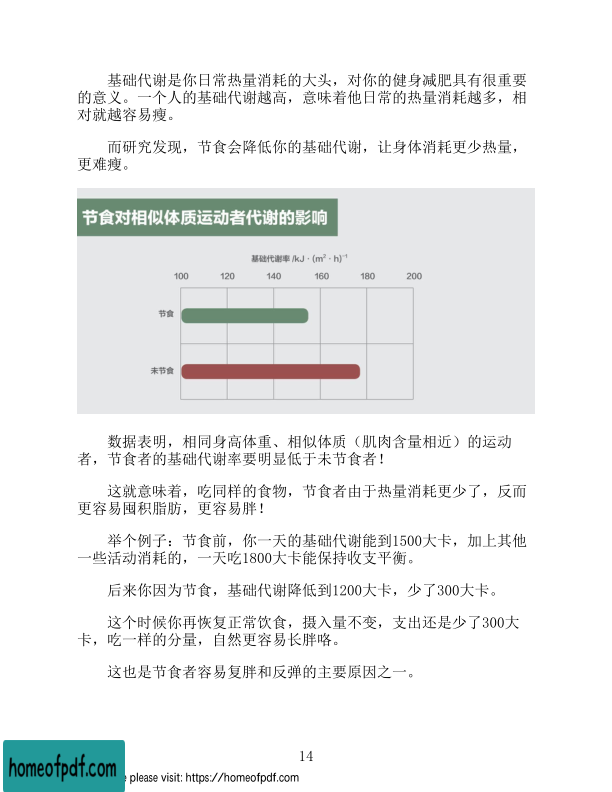 基础代谢是你日常热量消耗的大头，对你的健身减肥具有很重要
的意义。一个人的基础代谢越高，意味着他日常的热量消耗越多，相
对就越容易瘦。
而研究发现，节食会降低你的基础代谢，让身体消耗更少热量，
更难瘦。
节食对相似体质运动者代谢的影响
基础代谢率 /kJ · (m² · h)⁻¹
100 120 140 160 180 200
节食
未节食
数据表明，相同身高体重、相似体质（肌肉含量相近）的运动
者，节食者的基础代谢率要明显低于未节食者！
这就意味着，吃同样的食物，节食者由于热量消耗更少了，反而
更容易囤积脂肪，更容易胖！
举个例子：节食前，你一天的基础代谢能到1500大卡，加上其他
一些活动消耗的，一天吃1800大卡能保持收支平衡。
后来你因为节食，基础代谢降低到1200大卡，少了300大卡。
这个时候你再恢复正常饮食，摄入量不变，支出还是少了300大
卡，吃一样的分量，自然更容易长胖咯。
这也是节食者容易复胖和反弹的主要原因之一。
14
homeofpdf.com
please visit: https://homeofpdf.com